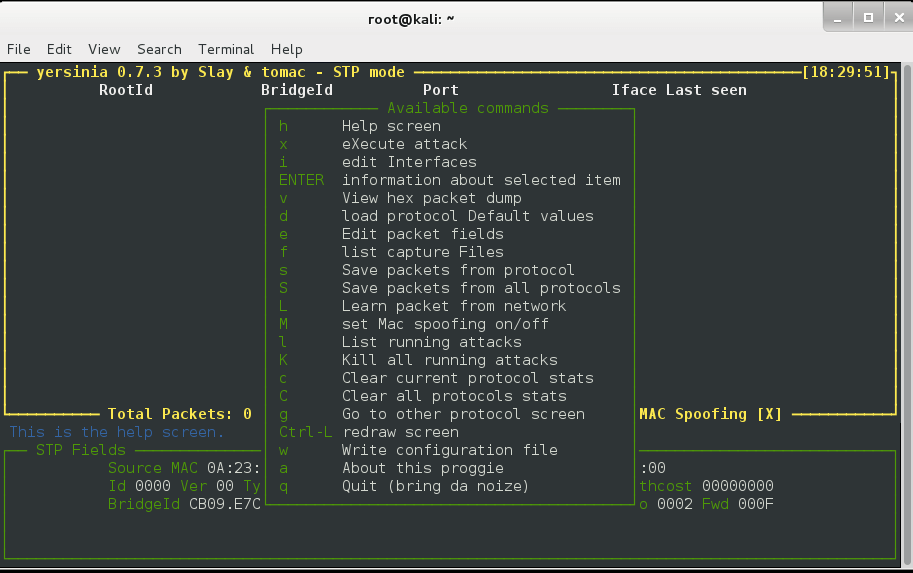 root@kali: ~
File Edit View Search Terminal Help
yersinia 0.7.3 by Slay & tomac - STP mode [18:29:51]
RootId BridgeId Port Iface Last seen
Available commands
h Help screen
x eXecute attack
i edit Interfaces
ENTER information about selected item
v View hex packet dump
d load protocol Default values
e Edit packet fields
f list capture Files
s Save packets from protocol
S Save packets from all protocols
L Learn packet from network
M set Mac spoofing on/off
l List running attacks
K Kill all running attacks
c Clear current protocol stats
C Clear all protocols stats
Total Packets: 0 g Go to other protocol screen MAC Spoofing [X]
This is the help screen. Ctrl-L redraw screen
STP Fields w Write configuration file
Source MAC 0A:23: a About this proggie :00
Id 0000 Ver 00 Ty q Quit (bring da noize) thcost 00000000
BridgeId CB09.E7C o 0002 Fwd 000F